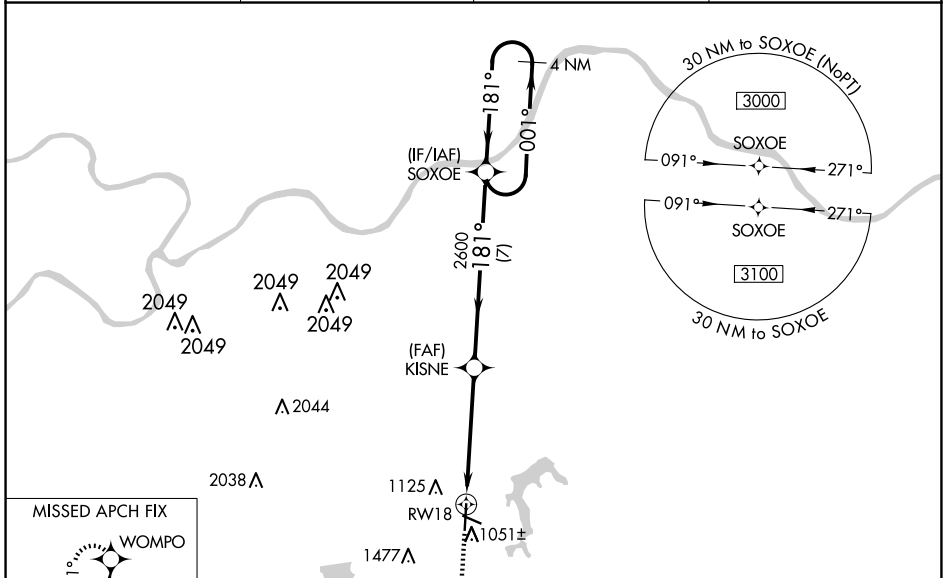 30 NM to SOXOE (NoPT)
4 NM
181°
001°
3000
SOXOE
091°
271°
(IF/IAF)
SOXOE
091°
271°
SOXOE
2600
181°
(7)
3100
30 NM to SOXOE
2049
2049
2049
2049
2049
(FAF)
KISNE
2044
2038
1125
RW18
1051±
1477
MISSED APCH FIX
WOMPO